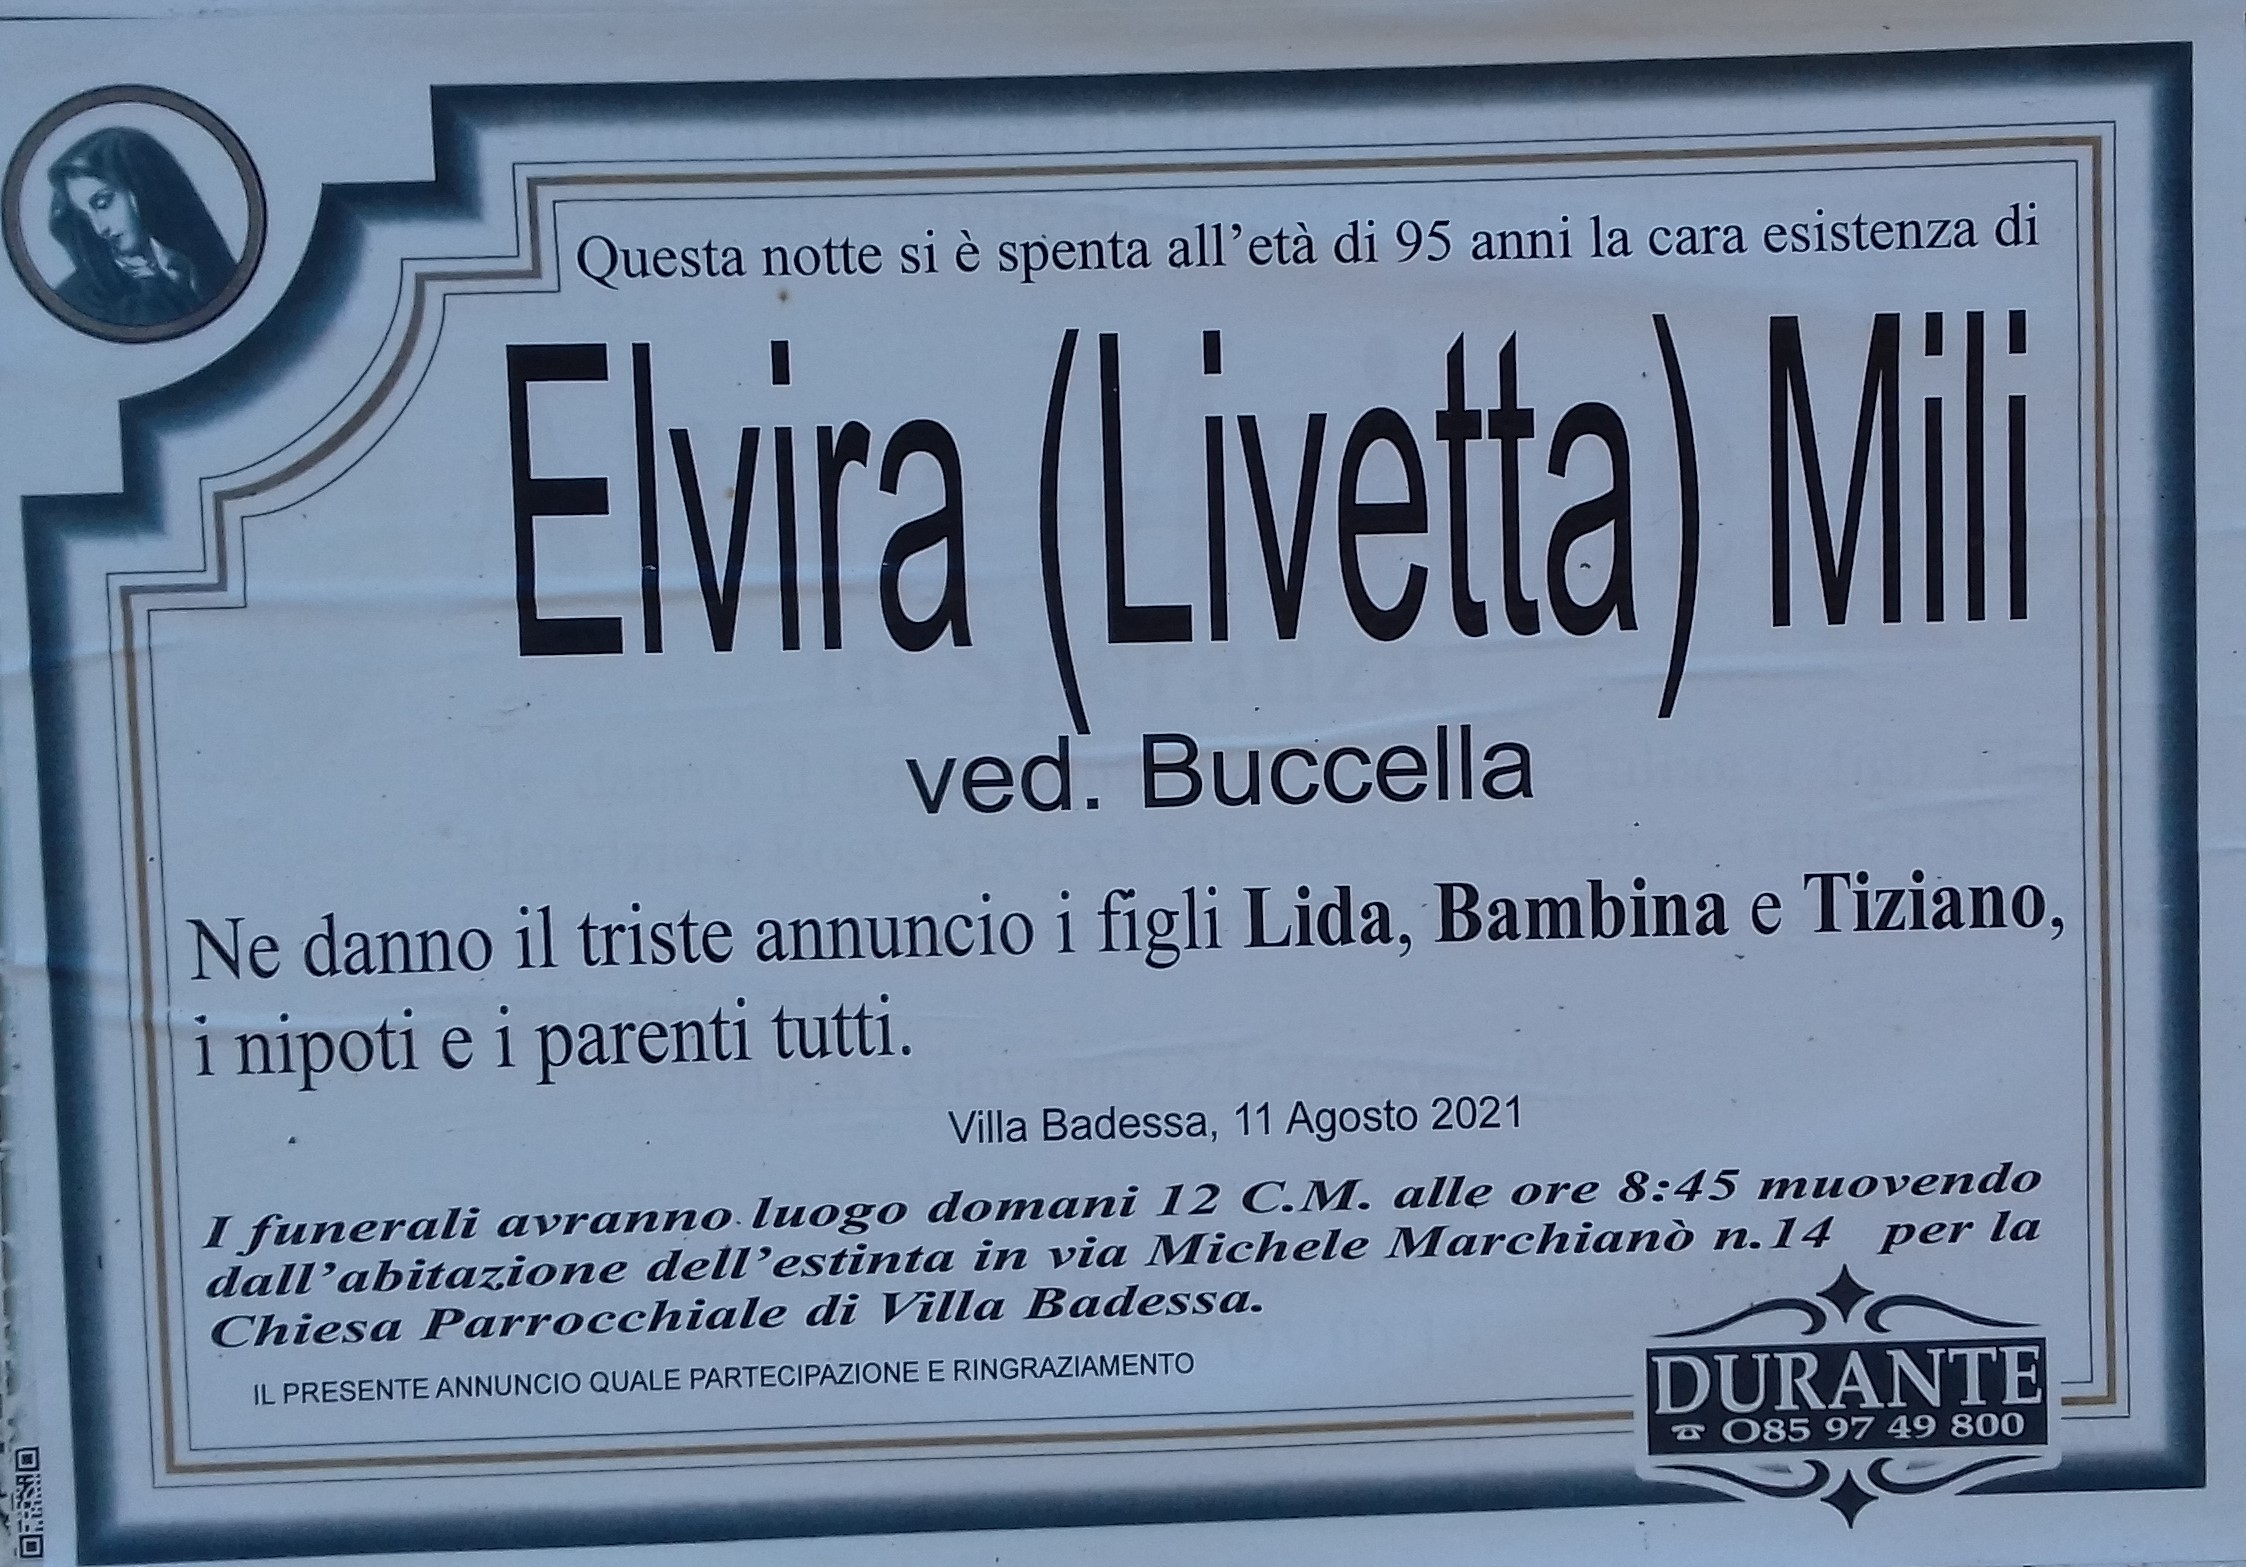 Questa notte si è spenta all’età di 95 anni la cara esistenza di
Elvira (Livetta) Mili
ved. Buccella
Ne danno il triste annuncio i figli Lida, Bambina e Tiziano,
i nipoti e i parenti tutti.
Villa Badessa, 11 Agosto 2021
I funerali avranno luogo domani 12 C.M. alle ore 8:45 muovendo
dall’abitazione dell’estinta in via Michele Marchianò n.14 per la
Chiesa Parrocchiale di Villa Badessa.
IL PRESENTE ANNUNCIO QUALE PARTECIPAZIONE E RINGRAZIAMENTO
DURANTE
☎ 085 97 49 800